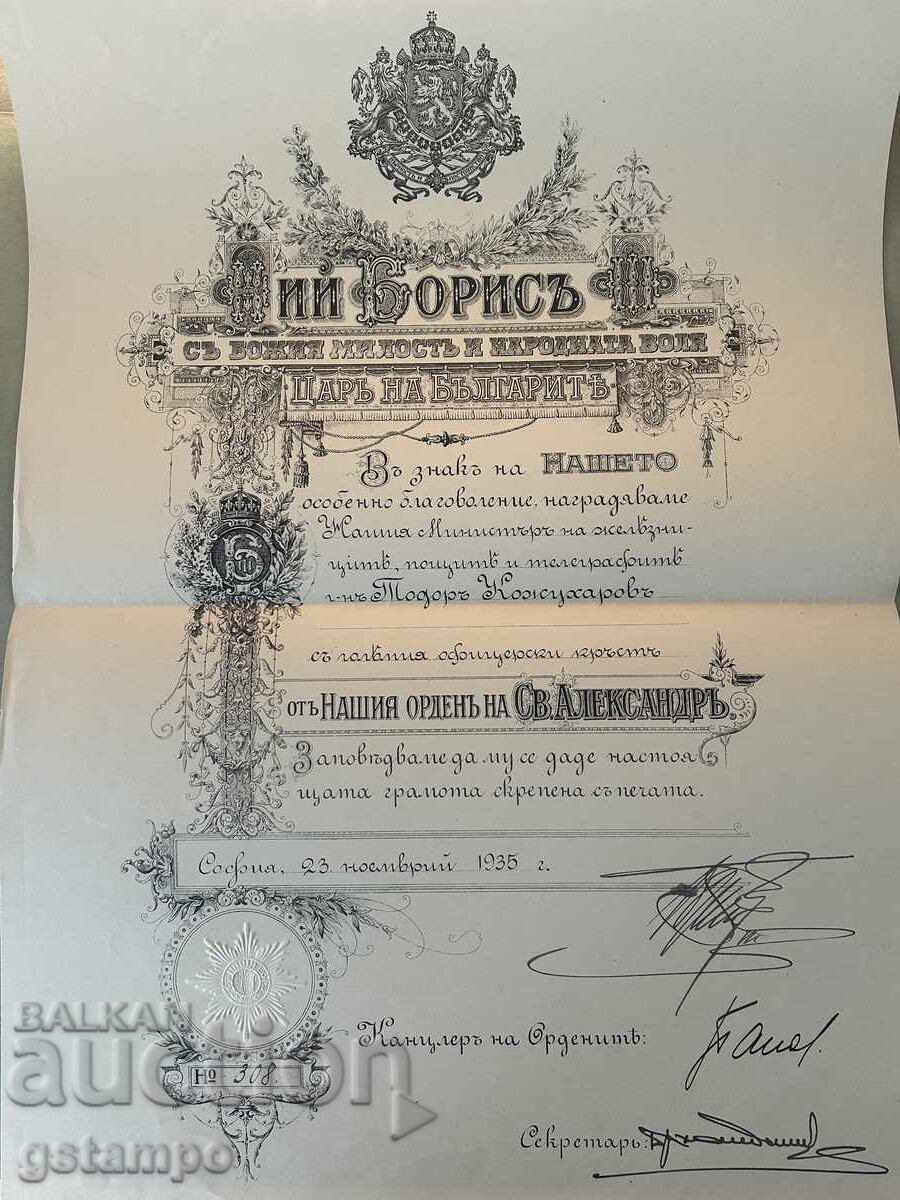 НИЙ БОРИСЪ III
СЪ БОЖИЯ МИЛОСТЬ И НАРОДНАТА ВОЛЯ
ЦАРЬ НА БЪЛГАРИТѢ
Въ знакъ на НАШЕТО
особенно благоволение, наградяваме
Нашия Министъръ на желѣзни-
цитѣ, пощитѣ и телеграфитѣ
г-нъ Тодоръ Кожухаровъ
съ голѣмия офицерски кръстъ
отъ НАШИЯ ОРДЕНЪ НА СВ. АЛЕКСАНДРЪ.
Заповѣдваме да му се даде настоя
щата грамота скрепена съ печата.
София, 23 ноемврий 1935 г.
Канцлеръ на Орденитѣ:
No 308.
Секретарь:
BALKAN
auction
gstampo